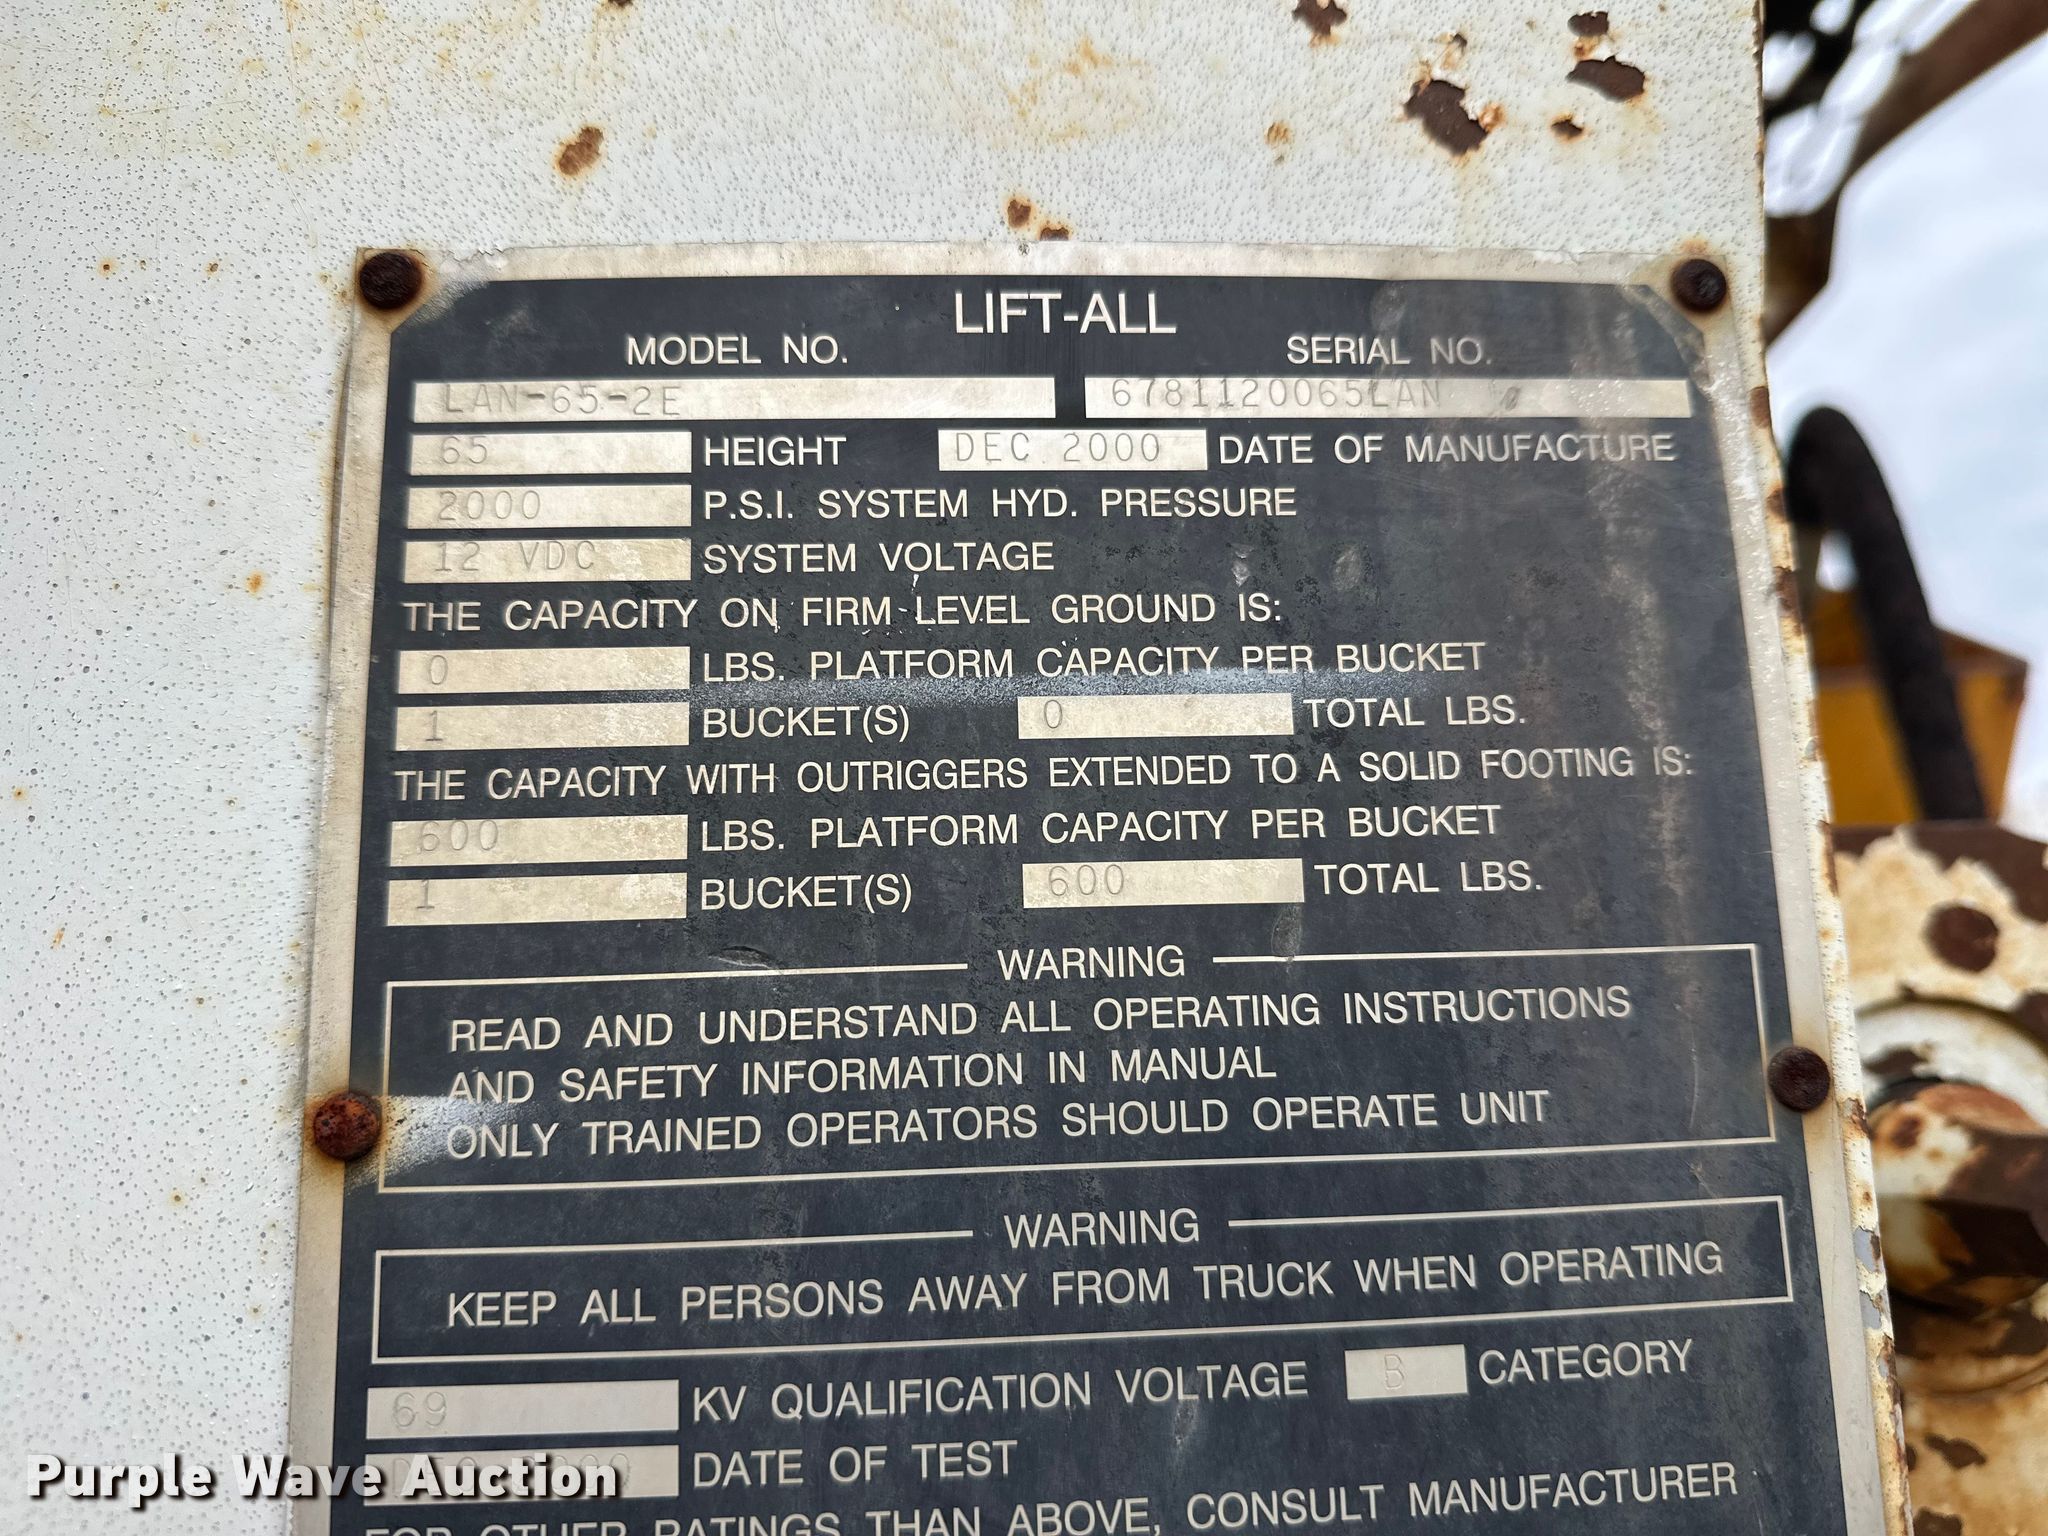 LIFT-ALL
MODEL NO. SERIAL NO.
LAN-65-2E 6781120065LAN
65 HEIGHT DEC 2000 DATE OF MANUFACTURE
2000 P.S.I. SYSTEM HYD. PRESSURE
12 VDC SYSTEM VOLTAGE
THE CAPACITY ON FIRM LEVEL GROUND IS:
0 LBS. PLATFORM CAPACITY PER BUCKET
1 BUCKET(S) 0 TOTAL LBS.
THE CAPACITY WITH OUTRIGGERS EXTENDED TO A SOLID FOOTING IS:
600 LBS. PLATFORM CAPACITY PER BUCKET
1 BUCKET(S) 600 TOTAL LBS.
WARNING
READ AND UNDERSTAND ALL OPERATING INSTRUCTIONS
AND SAFETY INFORMATION IN MANUAL
ONLY TRAINED OPERATORS SHOULD OPERATE UNIT
WARNING
KEEP ALL PERSONS AWAY FROM TRUCK WHEN OPERATING
69 KV QUALIFICATION VOLTAGE B CATEGORY
DATE OF TEST
FOR OTHER RATINGS THAN ABOVE, CONSULT MANUFACTURER
Purple Wave Auction